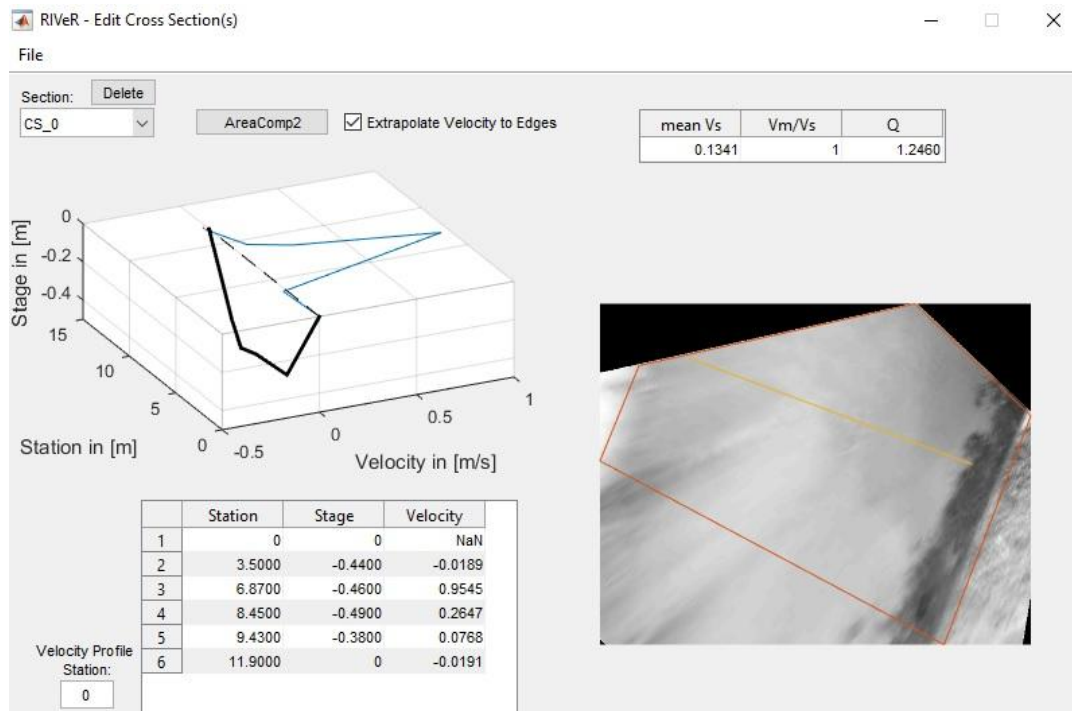 RIVeR - Edit Cross Section(s)
File
Section: Delete
CS_0
AreaComp2
Extrapolate Velocity to Edges
mean Vs Vm/Vs Q
0.1341 1 1.2460
Stage in [m]
0
-0.2
-0.4
15
10
5
0
Station in [m]
-0.5
0
0.5
1
Velocity in [m/s]
Station Stage Velocity
1 0 0 NaN
2 3.5000 -0.4400 -0.0189
3 6.8700 -0.4600 0.9545
4 8.4500 -0.4900 0.2647
5 9.4300 -0.3800 0.0768
6 11.9000 0 -0.0191
Velocity Profile
Station:
0